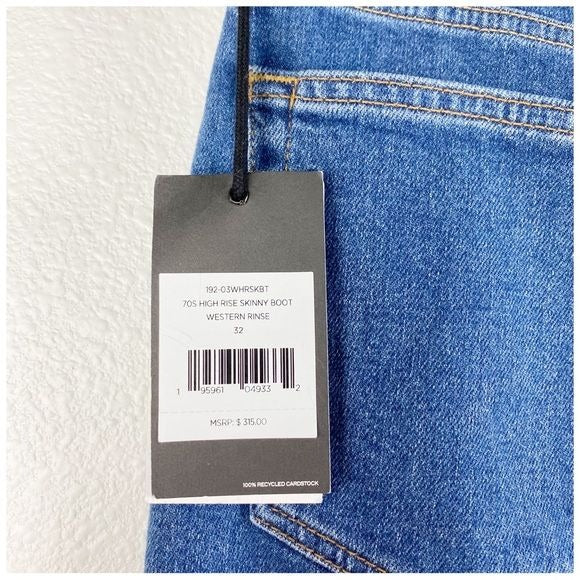 192-03WHRSKBT
70S HIGH RISE SKINNY BOOT
WESTERN RINSE
32
1 95961 04933 2
MSRP: $ 315.00
100% RECYCLED CARDSTOCK